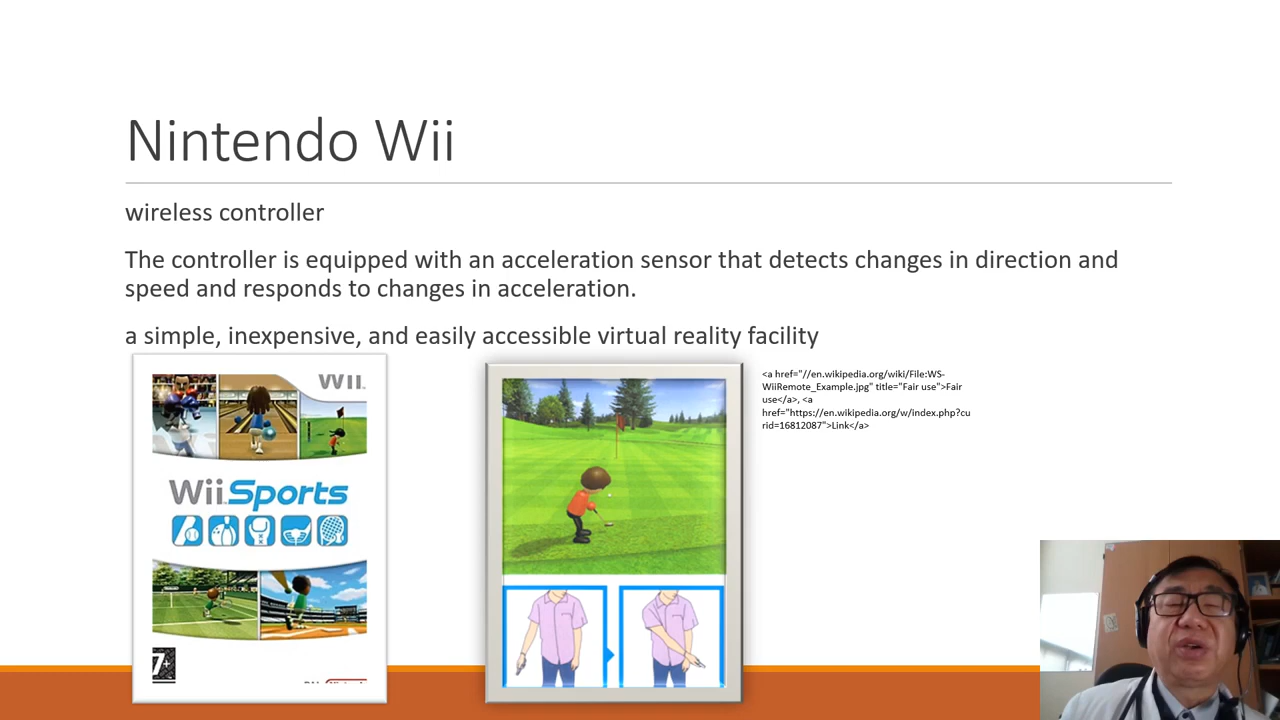 Nintendo Wii
wireless controller
The controller is equipped with an acceleration sensor that detects changes in direction and
speed and responds to changes in acceleration.
a simple, inexpensive, and easily accessible virtual reality facility
Wii
Wii Sports
7+
<a href="//en.wikipedia.org/wiki/File:WS-
WiiRemote_Example.jpg" title="Fair use">Fair
use</a>, <a
href="https://en.wikipedia.org/w/index.php?cu
rid=16812087">Link</a>